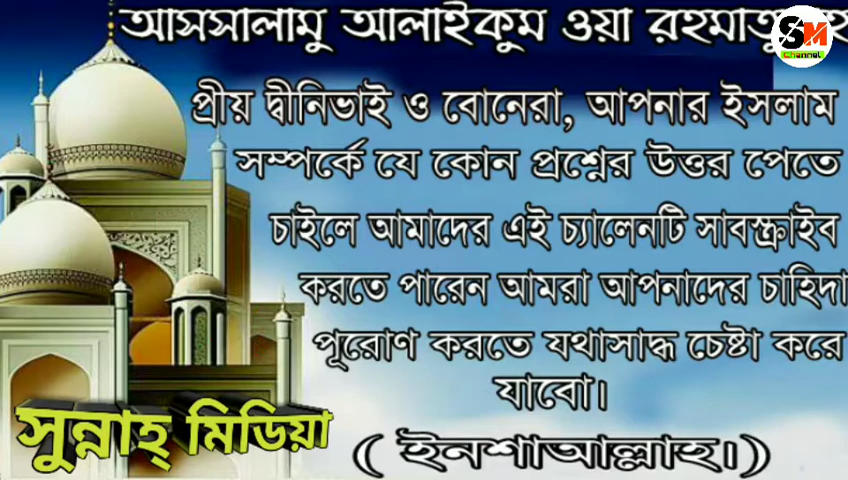 আসসালামু আলাইকুম ওয়া
SM
Channel
প্রীয় দ্বীনিভাই ও বোনেরা, আপনার ইসলাম
সম্পর্কে যে কোন প্রশ্নের উত্তর পেতে
চাইলে আমাদের এই চ্যালেনটি সাবস্ক্রাইব
করতে পারেন আমরা আপনাদের চাহিদা
পূরোণ করতে যথাসাদ্ধ চেষ্টা করে
যাবো।
সুন্নাহ্ মিডিয়া
( ইনশাআল্লাহ।)